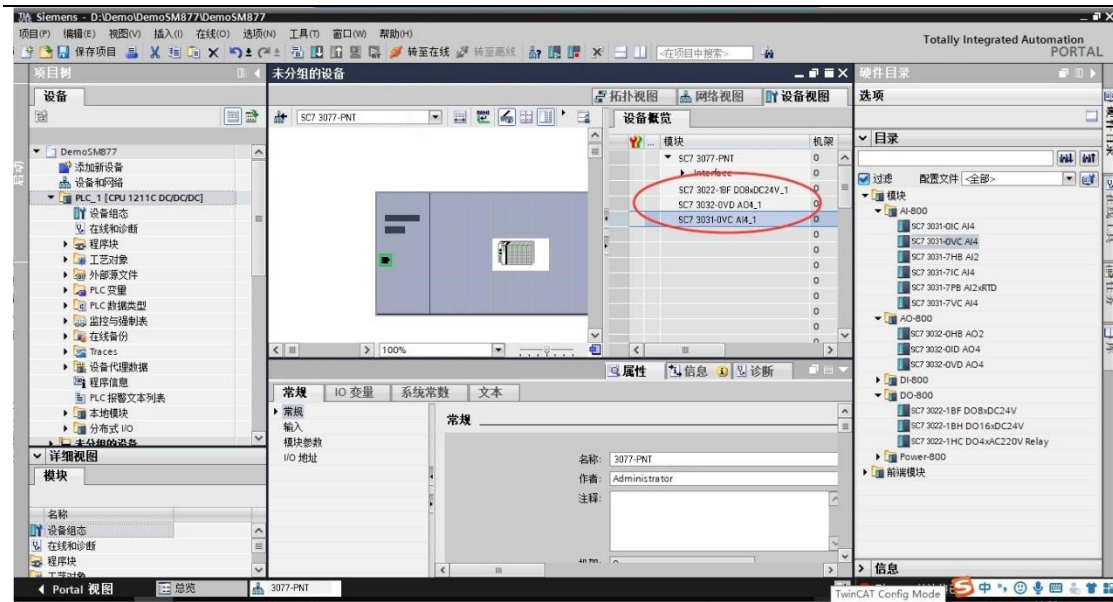 Siemens - D:\Demo\DemoSM877\DemoSM877
项目(P) 编辑(E) 视图(V) 插入(I) 在线(O) 选项(N) 工具(T) 窗口(W) 帮助(H)
Totally Integrated Automation
PORTAL
保存项目 转至在线 转至离线 <在项目中搜索>
项目树
设备
DemoSM877
添加新设备
设备和网络
PLC_1 [CPU 1211C DC/DC/DC]
设备组态
在线和诊断
程序块
工艺对象
外部源文件
PLC 变量
PLC 数据类型
监控与强制表
在线备份
Traces
设备代理数据
程序信息
PLC 报警文本列表
本地模块
分布式 I/O
未分组的设备
详细视图
模块
名称
设备组态
在线和诊断
程序块
未分组的设备
拓扑视图 网络视图 设备视图
SC7 3077-PNT
设备概览
... 模块 机架
SC7 3077-PNT 0
Interface 0
SC7 3022-1BF DO8xDC24V_1 0
SC7 3032-0VD AO4_1 0
SC7 3031-0VC AI4_1 0
0
0
0
0
0
0
0
100%
属性 信息 诊断
常规 IO 变量 系统常数 文本
常规
输入
模块参数
I/O 地址
常规
名称: 3077-PNT
作者: Administrator
注释:
硬件目录
选项
目录
过滤 配置文件 <全部>
模块
AI-800
SC7 3031-0IC AI4
SC7 3031-0VC AI4
SC7 3031-7HB AI2
SC7 3031-7IC AI4
SC7 3031-7PB AI2xRTD
SC7 3031-7VC AI4
AO-800
SC7 3032-0HB AO2
SC7 3032-0ID AO4
SC7 3032-0VD AO4
DI-800
DO-800
SC7 3022-1BF DO8xDC24V
SC7 3022-1BH DO16xDC24V
SC7 3022-1HC DO4xAC220V Relay
Power-800
前端模块
信息
Portal 视图 总览 3077-PNT
TwinCAT Config Mode
中